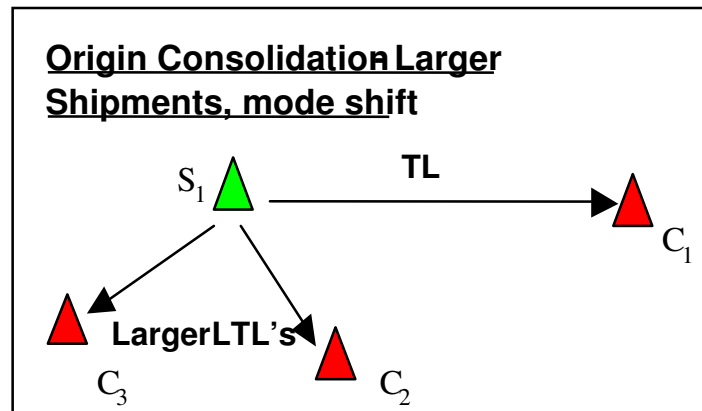 Origin Consolidation- Larger
Shipments, mode shift
TL
S1
C1
LargerLTL's
C3
C2